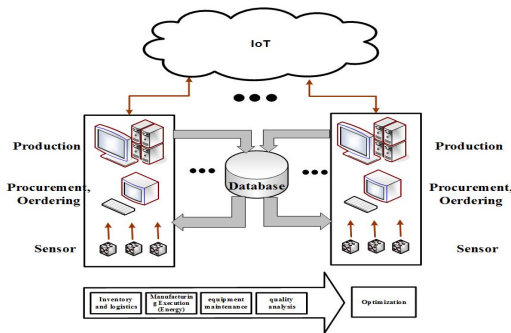 IoT
Production
Procurement,
Oerdering
Sensor
Database
Production
Procurement,
Oerdering
Sensor
Inventory
and logistics
Manufacturin
g Execution
(Energy)
equipment
maintenance
quality
analysis
Optimization